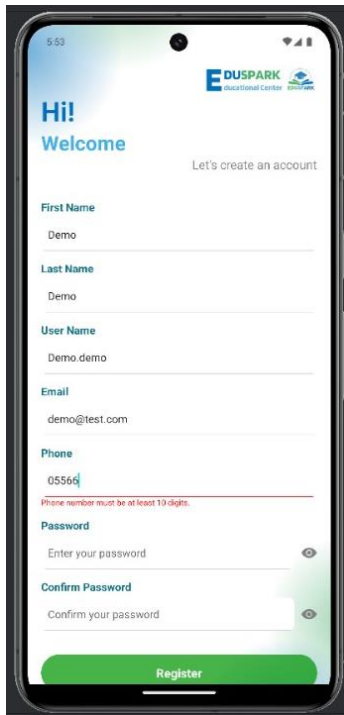 5:53
EDUSPARK
Educational Center
EDUSPARK
Hi!
Welcome
Let's create an account
First Name
Demo
Last Name
Demo
User Name
Demo.demo
Email
demo@test.com
Phone
05566
Phone number must be at least 10 digits.
Password
Enter your password
Confirm Password
Confirm your password
Register